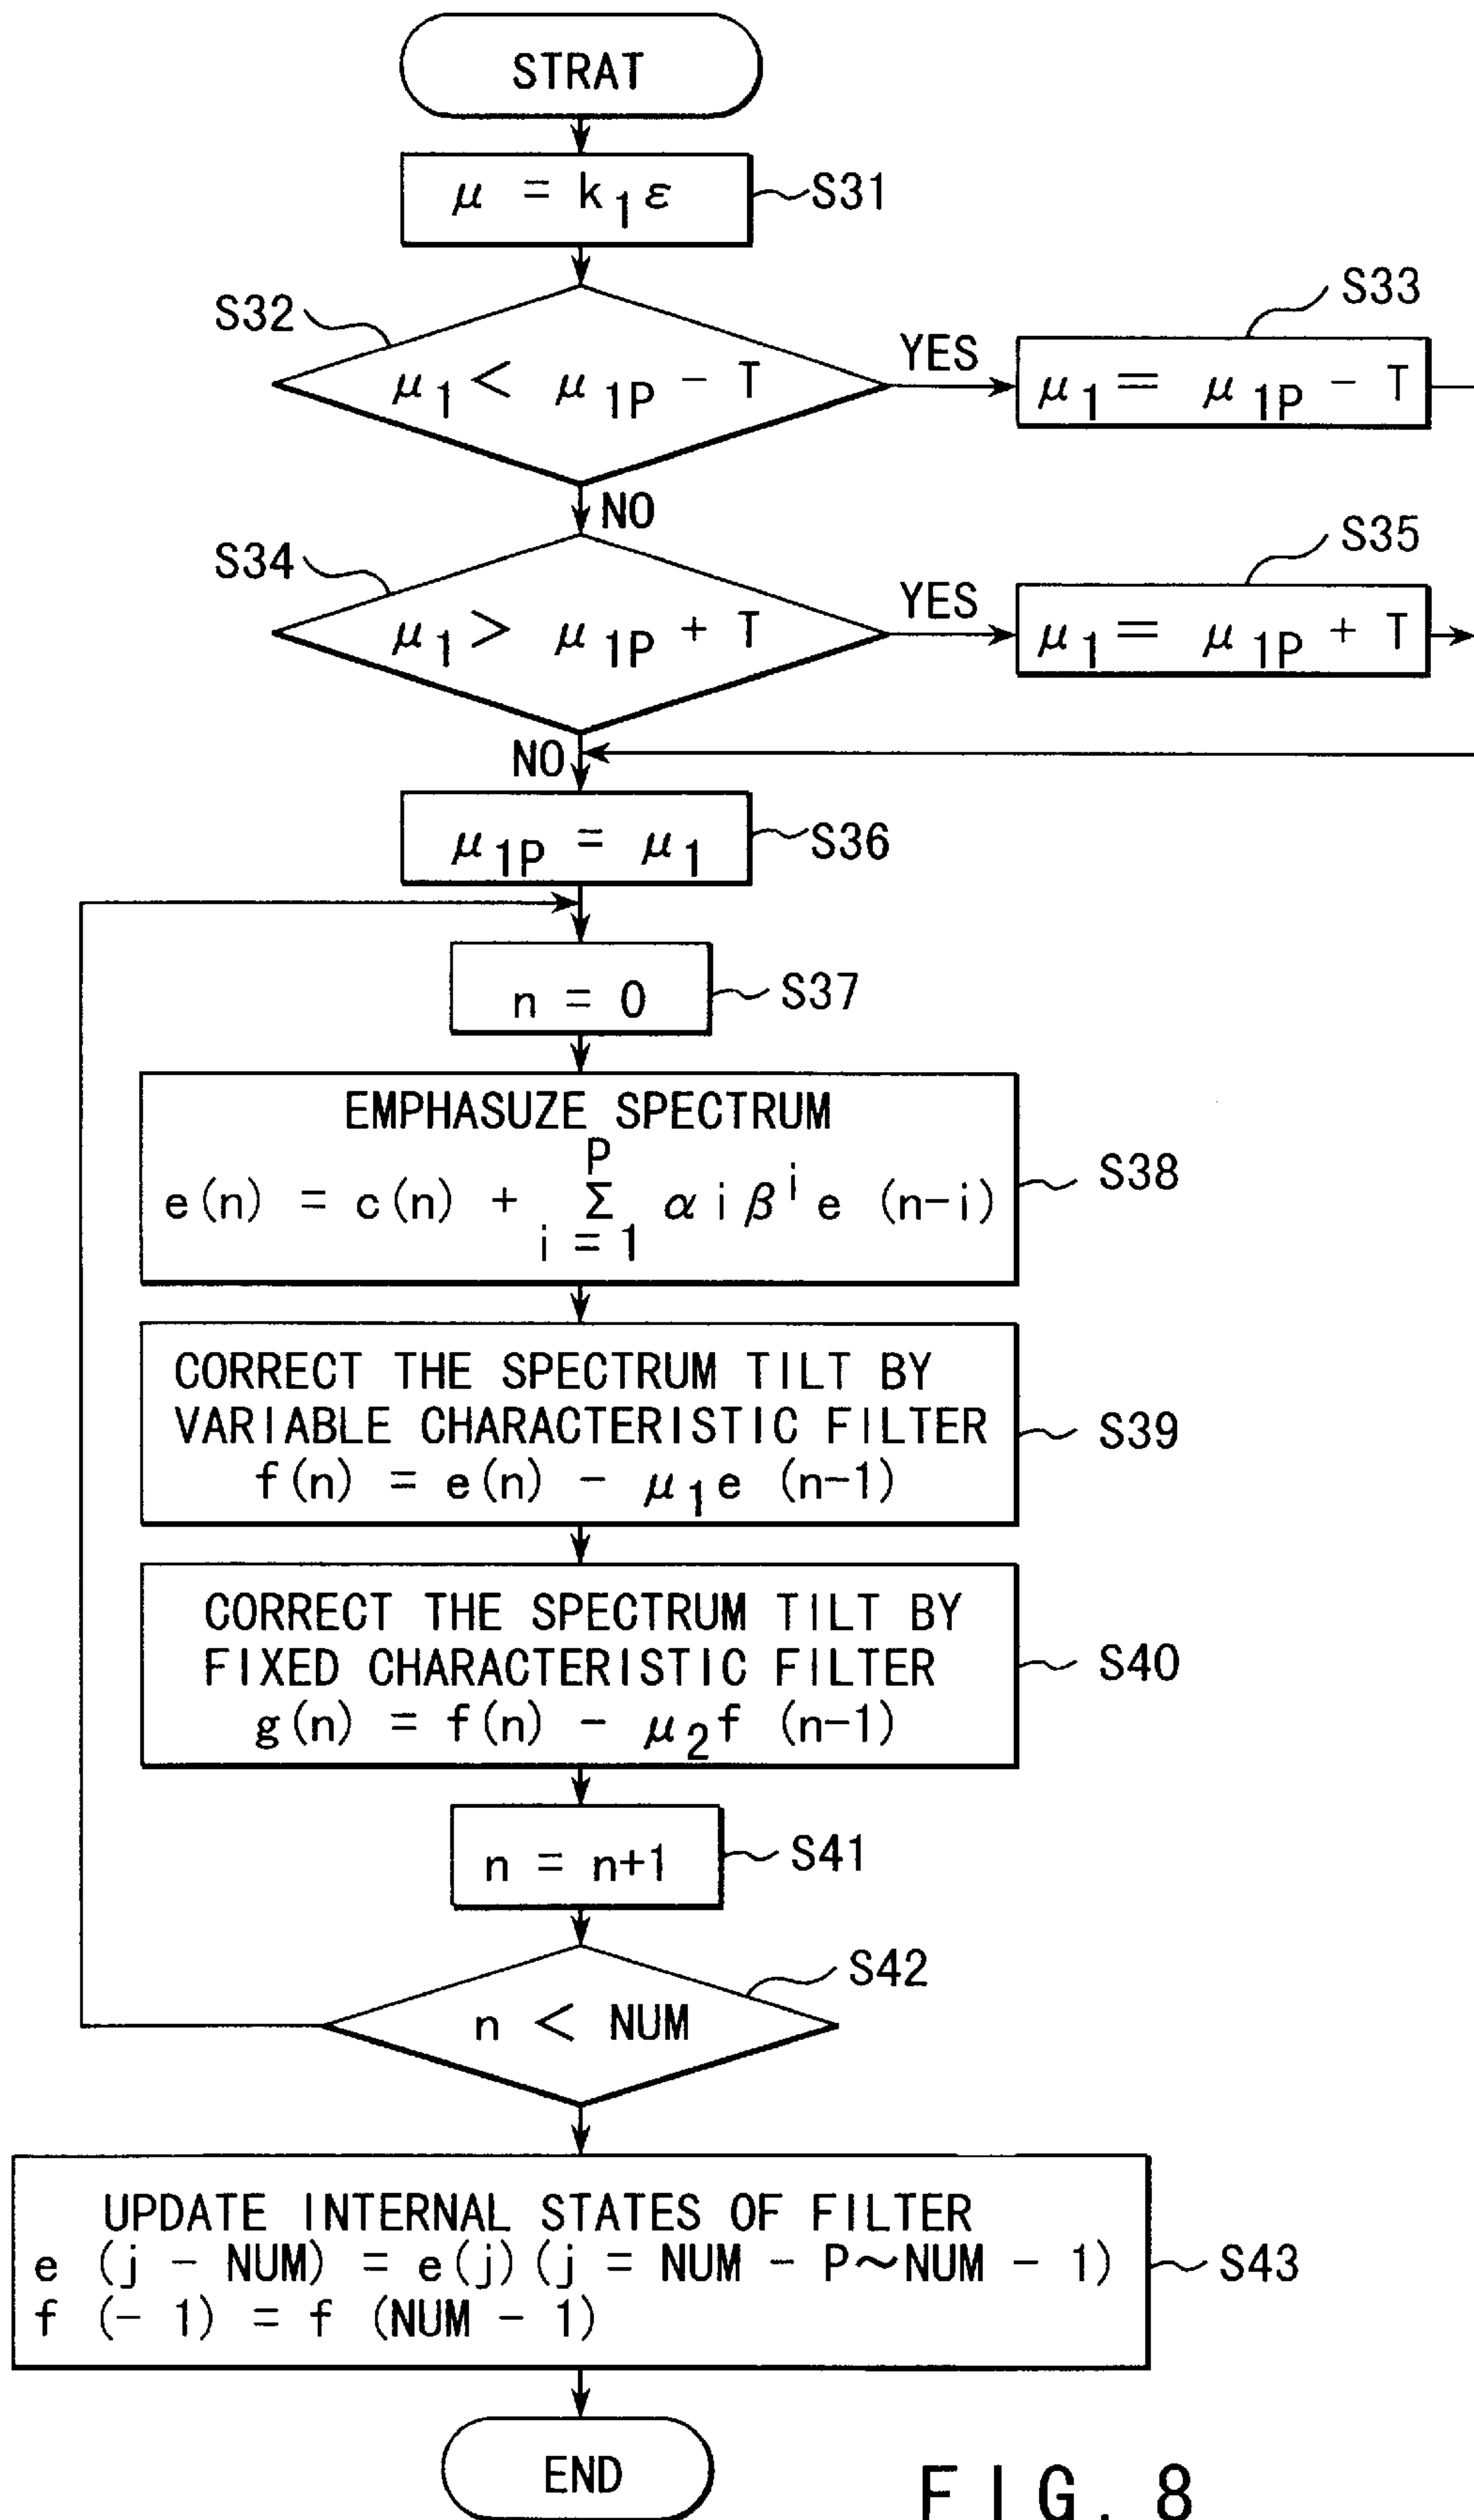 STRAT
μ = k1ε
S31
S32
μ1 < μ1P - T
YES
S33
μ1 = μ1P - T
NO
S34
μ1 > μ1P + T
YES
S35
μ1 = μ1P + T
NO
μ1P = μ1
S36
n = 0
S37
EMPHASUZE SPECTRUM
e(n) = c(n) + P Σ i = 1 α i β^i e (n-i)
S38
CORRECT THE SPECTRUM TILT BY
VARIABLE CHARACTERISTIC FILTER
f(n) = e(n) - μ1e (n-1)
S39
CORRECT THE SPECTRUM TILT BY
FIXED CHARACTERISTIC FILTER
g(n) = f(n) - μ2f (n-1)
S40
n = n+1
S41
n < NUM
S42
UPDATE INTERNAL STATES OF FILTER
e (j - NUM) = e(j)(j = NUM - P~NUM - 1)
f (- 1) = f (NUM - 1)
S43
END
FIG. 8